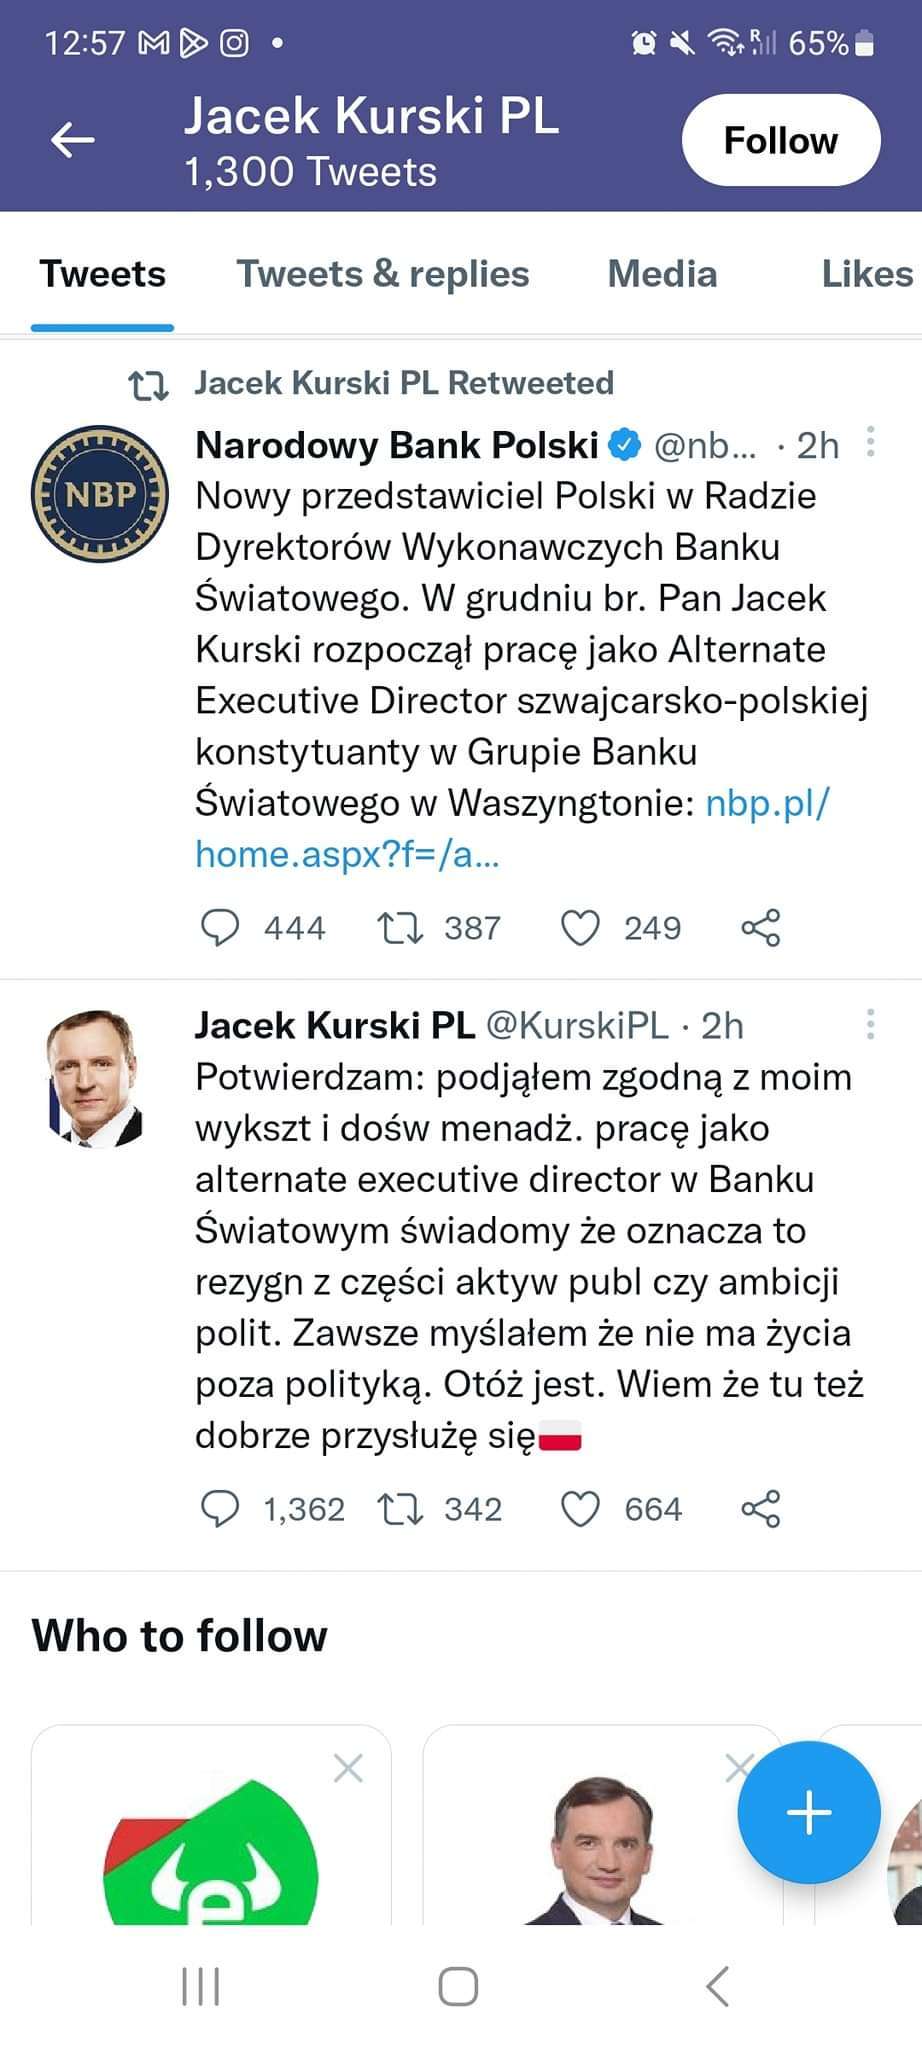 12:57
65%
Jacek Kurski PL
1,300 Tweets
Follow
Tweets
Tweets & replies
Media
Likes
Jacek Kurski PL Retweeted
NBP
Narodowy Bank Polski @nb... · 2h
Nowy przedstawiciel Polski w Radzie
Dyrektorów Wykonawczych Banku
Światowego. W grudniu br. Pan Jacek
Kurski rozpoczął pracę jako Alternate
Executive Director szwajcarsko-polskiej
konstytuanty w Grupie Banku
Światowego w Waszyngtonie: nbp.pl/
home.aspx?f=/a...
444
387
249
Jacek Kurski PL @KurskiPL · 2h
Potwierdzam: podjąłem zgodną z moim
wykszt i dośw menadż. pracę jako
alternate executive director w Banku
Światowym świadomy że oznacza to
rezygn z części aktyw publ czy ambicji
polit. Zawsze myślałem że nie ma życia
poza polityką. Otóż jest. Wiem że tu też
dobrze przysłużę się🇵🇱
1,362
342
664
Who to follow
e